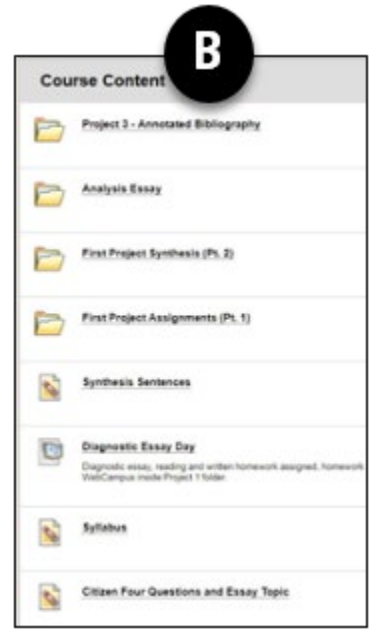 B
Course Content
Project 3 - Annotated Bibliography
Analysis Essay
First Project Synthesis (Pt. 2)
First Project Assignments (Pt. 1)
Synthesis Sentences
Diagnostic Essay Day
Diagnostic essay, reading and written homework assigned, homework
WebCampus inside Project 1 folder.
Syllabus
Citizen Four Questions and Essay Topic